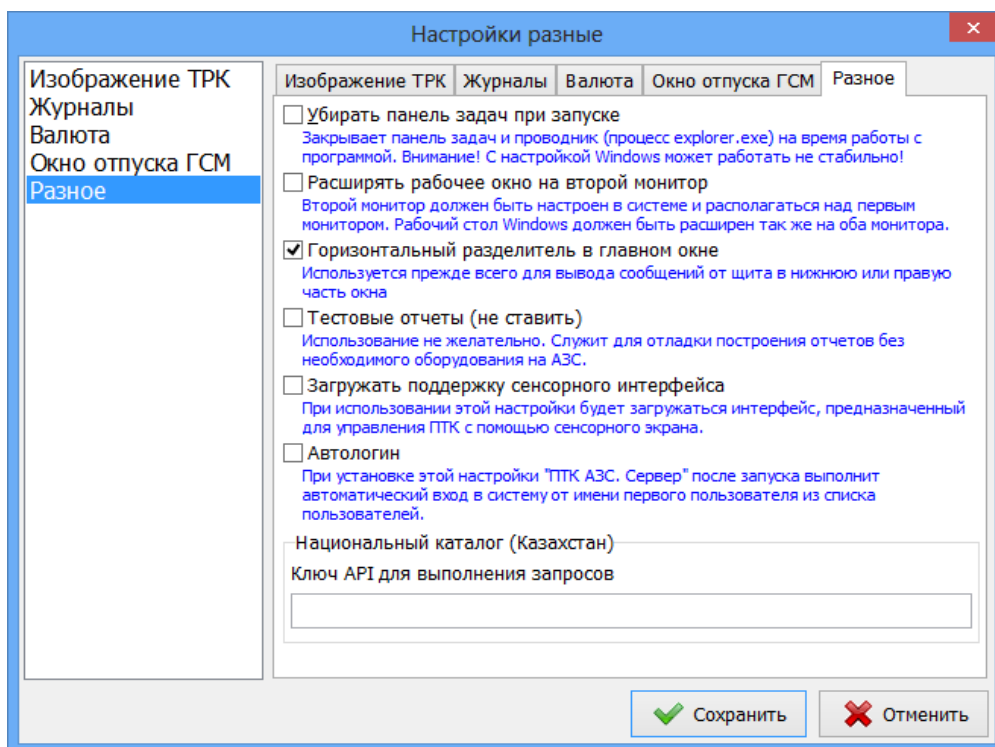 Настройки разные
Изображение ТРК
Журналы
Валюта
Окно отпуска ГСМ
Разное
Изображение ТРК Журналы Валюта Окно отпуска ГСМ Разное
Убирать панель задач при запуске
Закрывает панель задач и проводник (процесс explorer.exe) на время работы с
программой. Внимание! С настройкой Windows может работать не стабильно!
Расширять рабочее окно на второй монитор
Второй монитор должен быть настроен в системе и располагаться над первым
монитором. Рабочий стол Windows должен быть расширен так же на оба монитора.
Горизонтальный разделитель в главном окне
Используется прежде всего для вывода сообщений от щита в нижнюю или правую
часть окна
Тестовые отчеты (не ставить)
Использование не желательно. Служит для отладки построения отчетов без
необходимого оборудования на АЗС.
Загружать поддержку сенсорного интерфейса
При использовании этой настройки будет загружаться интерфейс, предназначенный
для управления ПТК с помощью сенсорного экрана.
Автологин
При установке этой настройки "ПТК АЗС. Сервер" после запуска выполнит
автоматический вход в систему от имени первого пользователя из списка
пользователей.
Национальный каталог (Казахстан)
Ключ API для выполнения запросов
Сохранить Отменить